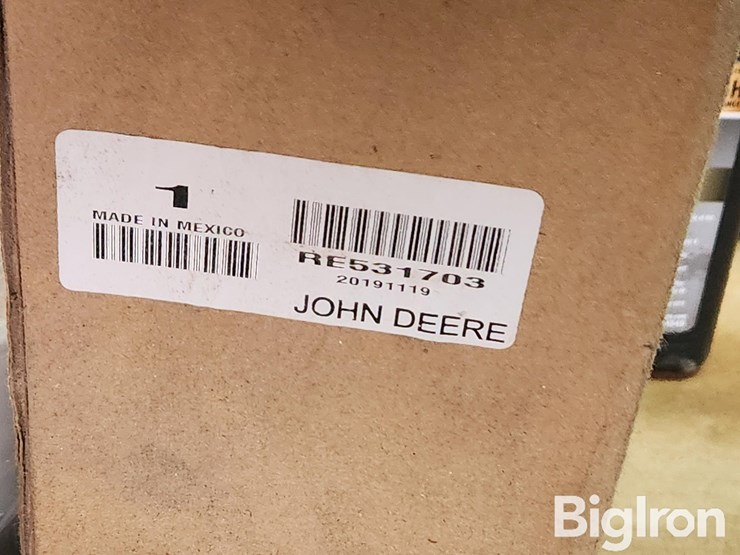 1
MADE IN MEXICO
RE531703
20191119
JOHN DEERE
BigIron